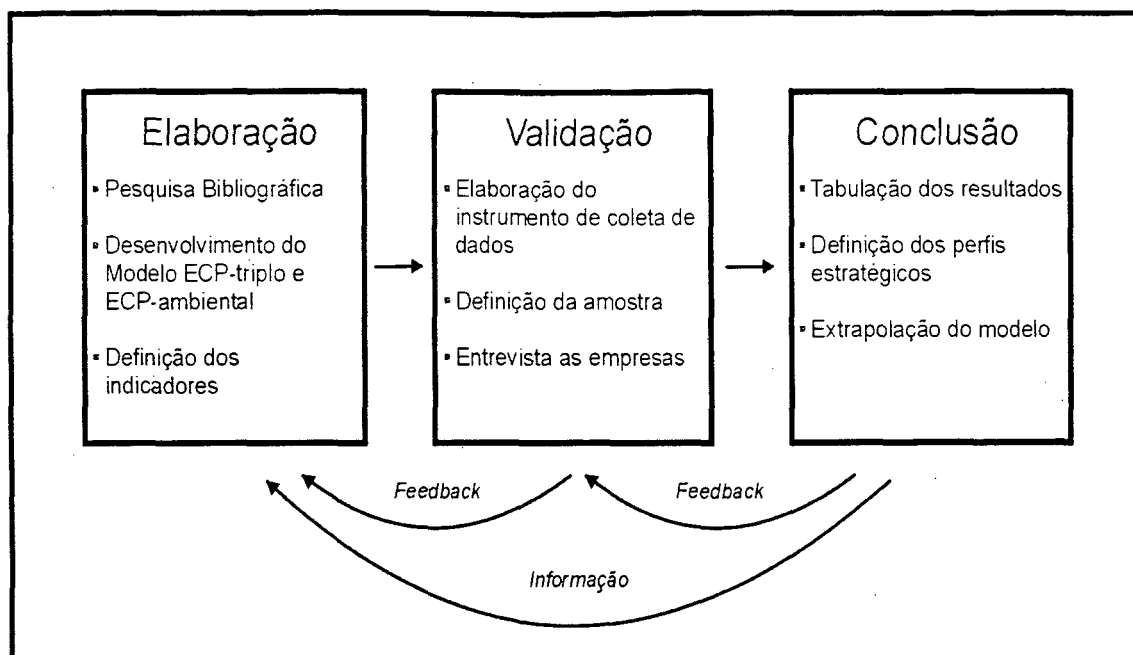 Elaboração
▪ Pesquisa Bibliográfica
▪ Desenvolvimento do
Modelo ECP-triplo e
ECP-ambiental
▪ Definição dos
indicadores
Validação
▪ Elaboração do
instrumento de coleta de
dados
▪ Definição da amostra
▪ Entrevista as empresas
Conclusão
▪ Tabulação dos resultados
▪ Definição dos perfis
estratégicos
▪ Extrapolação do modelo
Feedback
Feedback
Informação